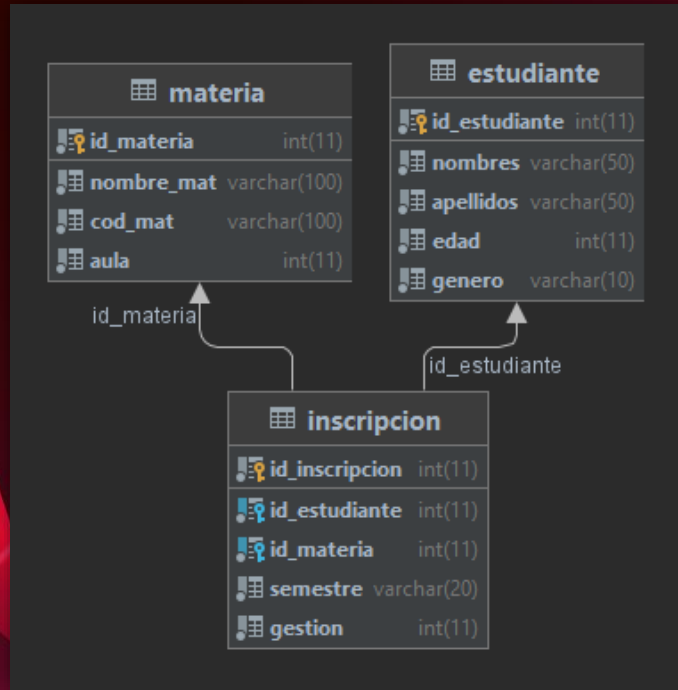 materia
id_materia int(11)
nombre_mat varchar(100)
cod_mat varchar(100)
aula int(11)
estudiante
id_estudiante int(11)
nombres varchar(50)
apellidos varchar(50)
edad int(11)
genero varchar(10)
id_materia
id_estudiante
inscripcion
id_inscripcion int(11)
id_estudiante int(11)
id_materia int(11)
semestre varchar(20)
gestion int(11)